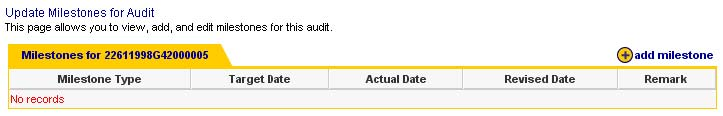 Update Milestones for Audit
This page allows you to view, add, and edit milestones for this audit.
Milestones for 22611998G42000005 add milestone
Milestone Type Target Date Actual Date Revised Date Remark
No records